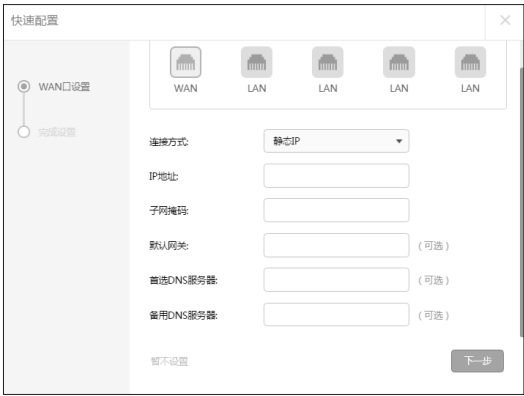 快速配置
WAN口设置
完成设置
WAN LAN LAN LAN LAN
连接方式: 静态IP
IP地址:
子网掩码:
默认网关: (可选)
首选DNS服务器: (可选)
备用DNS服务器: (可选)
暂不设置 下一步